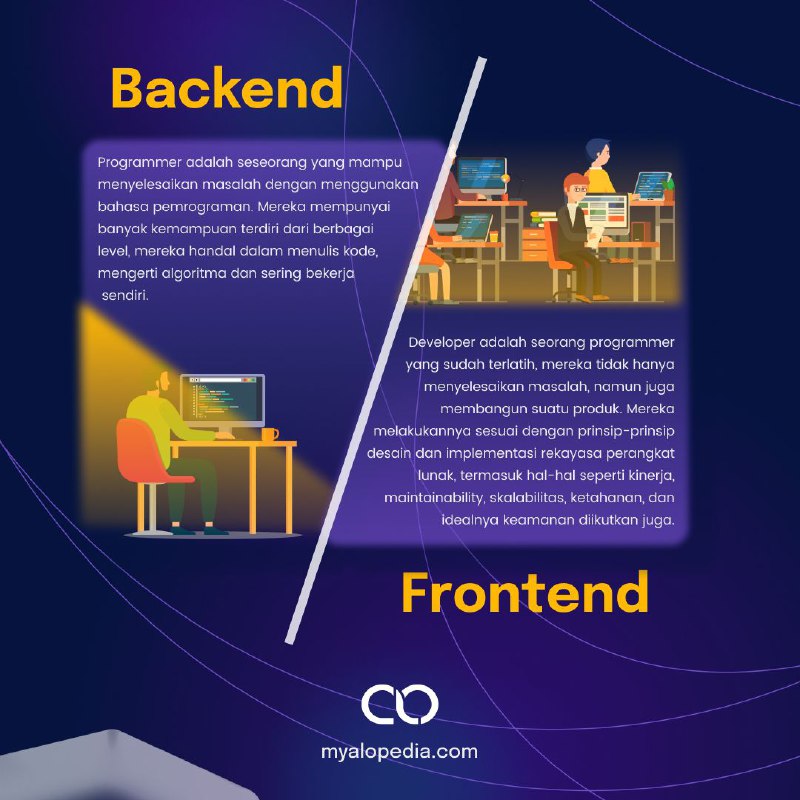 Backend
Programmer adalah seseorang yang mampu
menyelesaikan masalah dengan menggunakan
bahasa pemrograman. Mereka mempunyai
banyak kemampuan terdiri dari berbagai
level, mereka handal dalam menulis kode,
mengerti algoritma dan sering bekerja
sendiri.
Developer adalah seorang programmer
yang sudah terlatih, mereka tidak hanya
menyelesaikan masalah, namun juga
membangun suatu produk. Mereka
melakukannya sesuai dengan prinsip-prinsip
desain dan implementasi rekayasa perangkat
lunak, termasuk hal-hal seperti kinerja,
maintainability, skalabilitas, ketahanan, dan
idealnya keamanan diikutkan juga.
Frontend
myalopedia.com